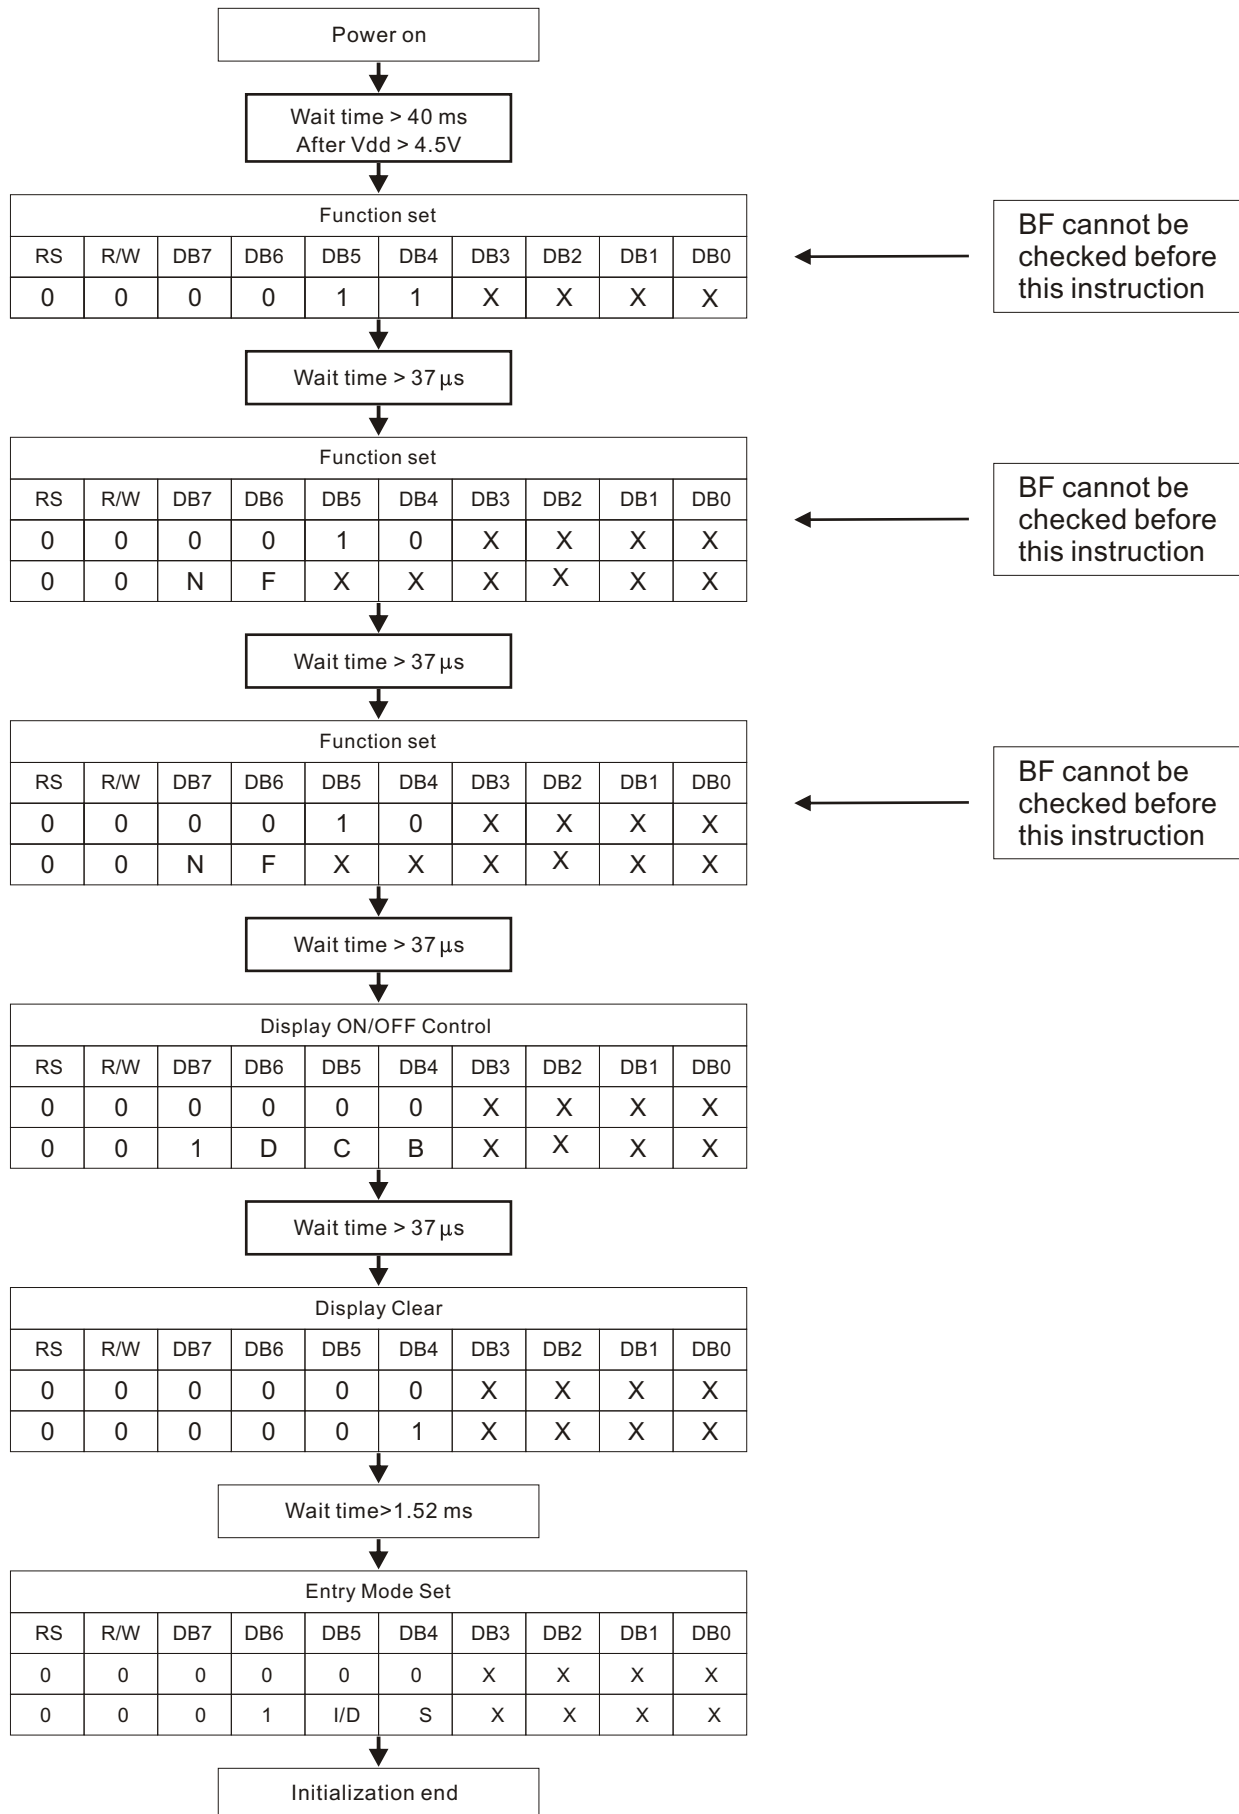 Power on
Wait time > 40 ms
After Vdd > 4.5V
Function set
RS R/W DB7 DB6 DB5 DB4 DB3 DB2 DB1 DB0
0 0 0 0 1 1 X X X X
BF cannot be
checked before
this instruction
Wait time > 37 μs
Function set
RS R/W DB7 DB6 DB5 DB4 DB3 DB2 DB1 DB0
0 0 0 0 1 0 X X X X
0 0 N F X X X X X X
BF cannot be
checked before
this instruction
Wait time > 37 μs
Function set
RS R/W DB7 DB6 DB5 DB4 DB3 DB2 DB1 DB0
0 0 0 0 1 0 X X X X
0 0 N F X X X X X X
BF cannot be
checked before
this instruction
Wait time > 37 μs
Display ON/OFF Control
RS R/W DB7 DB6 DB5 DB4 DB3 DB2 DB1 DB0
0 0 0 0 0 0 X X X X
0 0 1 D C B X X X X
Wait time > 37 μs
Display Clear
RS R/W DB7 DB6 DB5 DB4 DB3 DB2 DB1 DB0
0 0 0 0 0 0 X X X X
0 0 0 0 0 1 X X X X
Wait time>1.52 ms
Entry Mode Set
RS R/W DB7 DB6 DB5 DB4 DB3 DB2 DB1 DB0
0 0 0 0 0 0 X X X X
0 0 0 1 I/D S X X X X
Initialization end